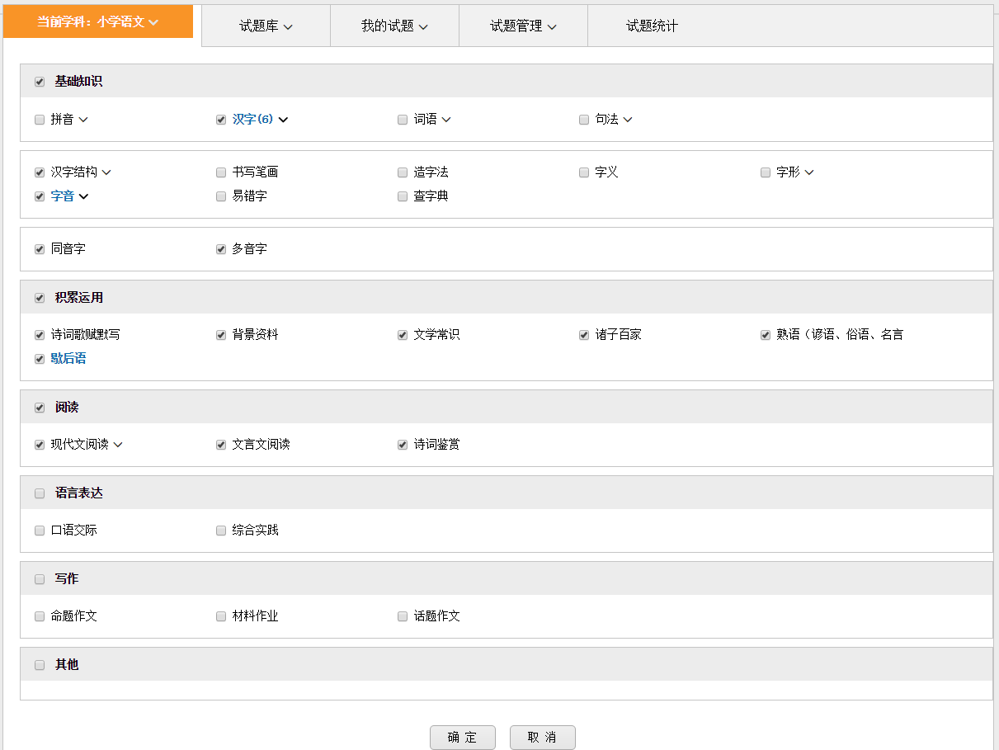 当前学科：小学语文 试题库 我的试题 试题管理 试题统计
基础知识
拼音 汉字(6) 词语 句法
汉字结构 书写笔画 造字法 字义 字形
字音 易错字 查字典
同音字 多音字
积累运用
诗词歌赋默写 背景资料 文学常识 诸子百家 熟语（谚语、俗语、名言
歇后语
阅读
现代文阅读 文言文阅读 诗词鉴赏
语言表达
口语交际 综合实践
写作
命题作文 材料作业 话题作文
其他
确 定 取 消